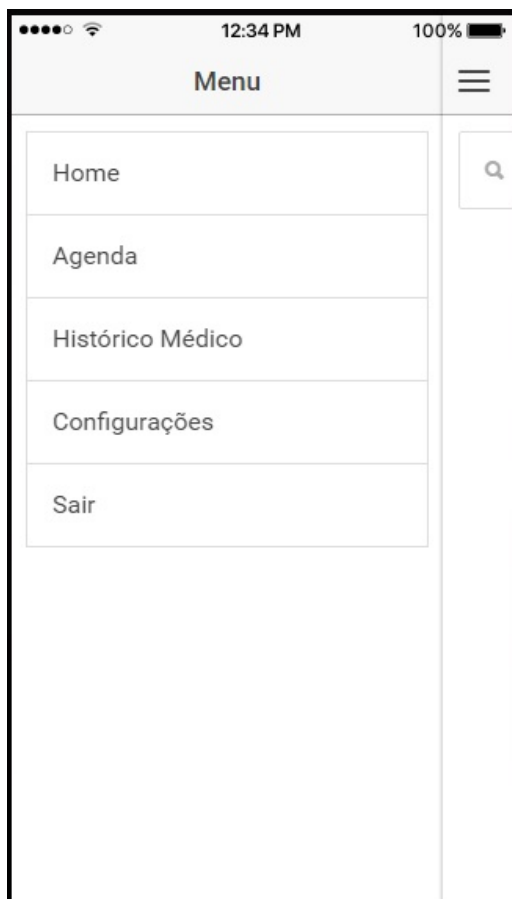 12:34 PM
100%
Menu
Home
Agenda
Histórico Médico
Configurações
Sair